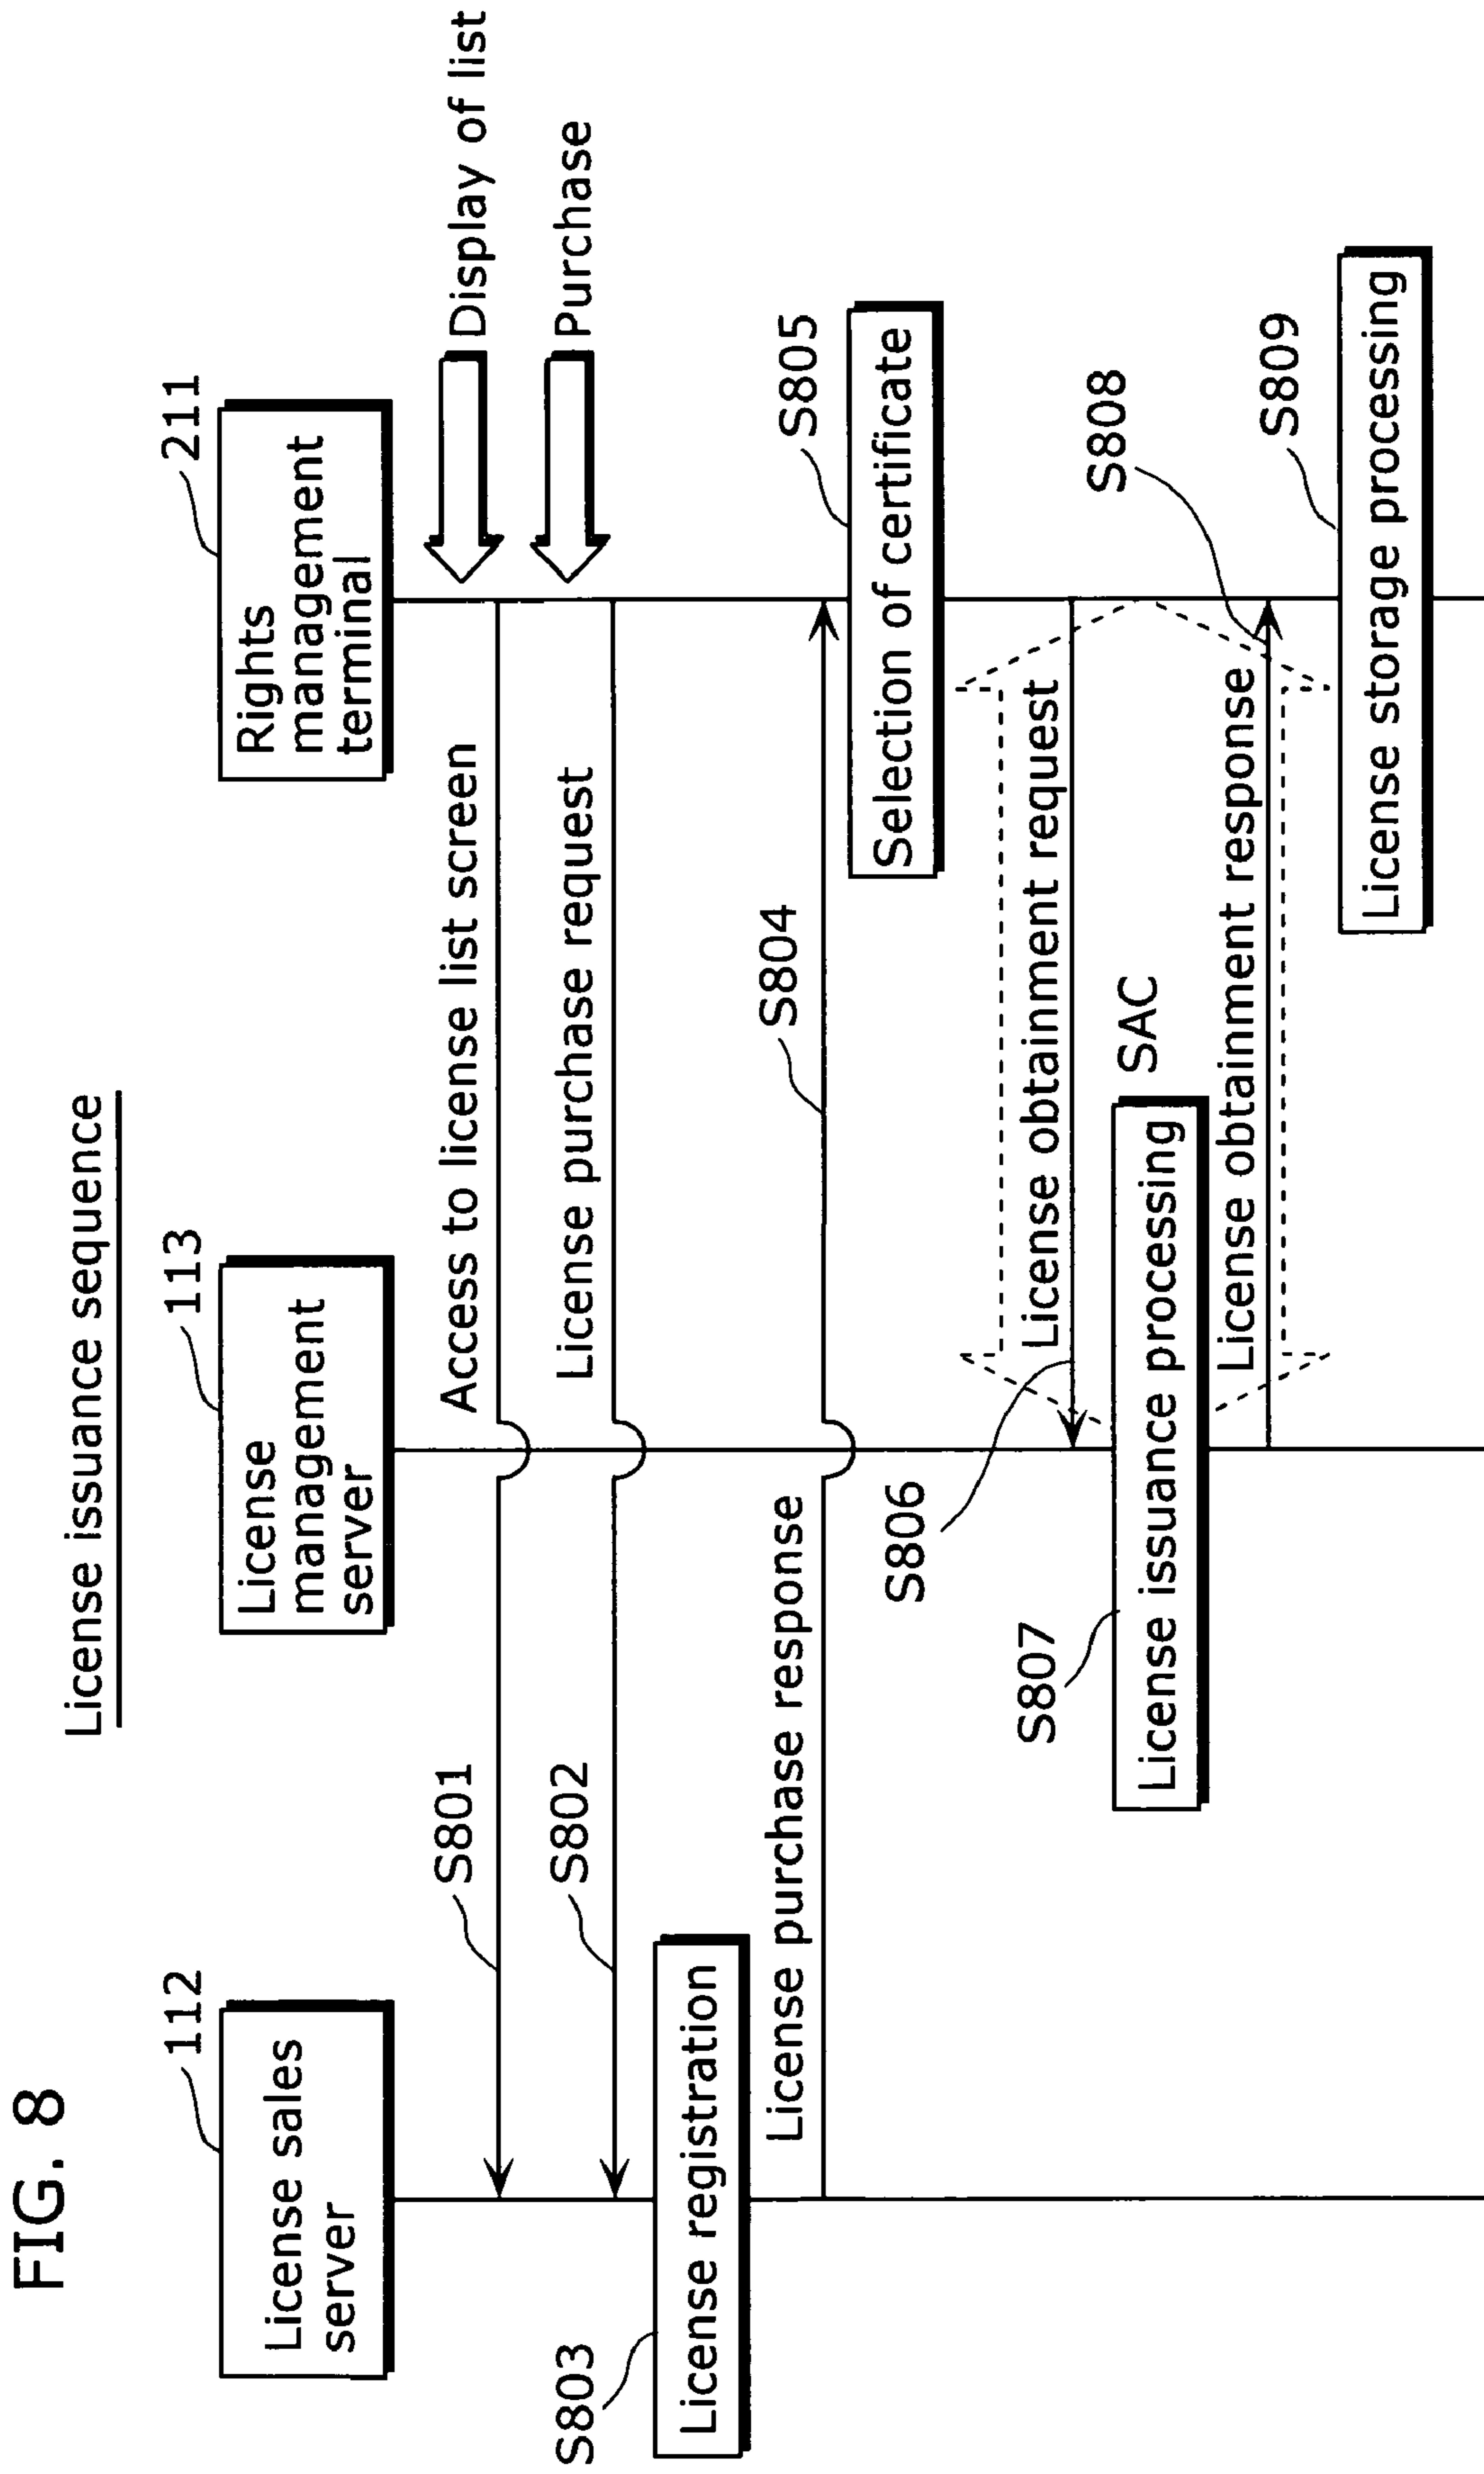 FIG. 8
License issuance sequence
112
License sales
server
113
License
management
server
211
Rights
management
terminal
Display of list
S801
Access to license list screen
Purchase
S802
License purchase request
S803
License registration
License purchase response
S804
S805
Selection of certificate
S806
License obtainment request
S807
License issuance processing
SAC
S808
License obtainment response
S809
License storage processing